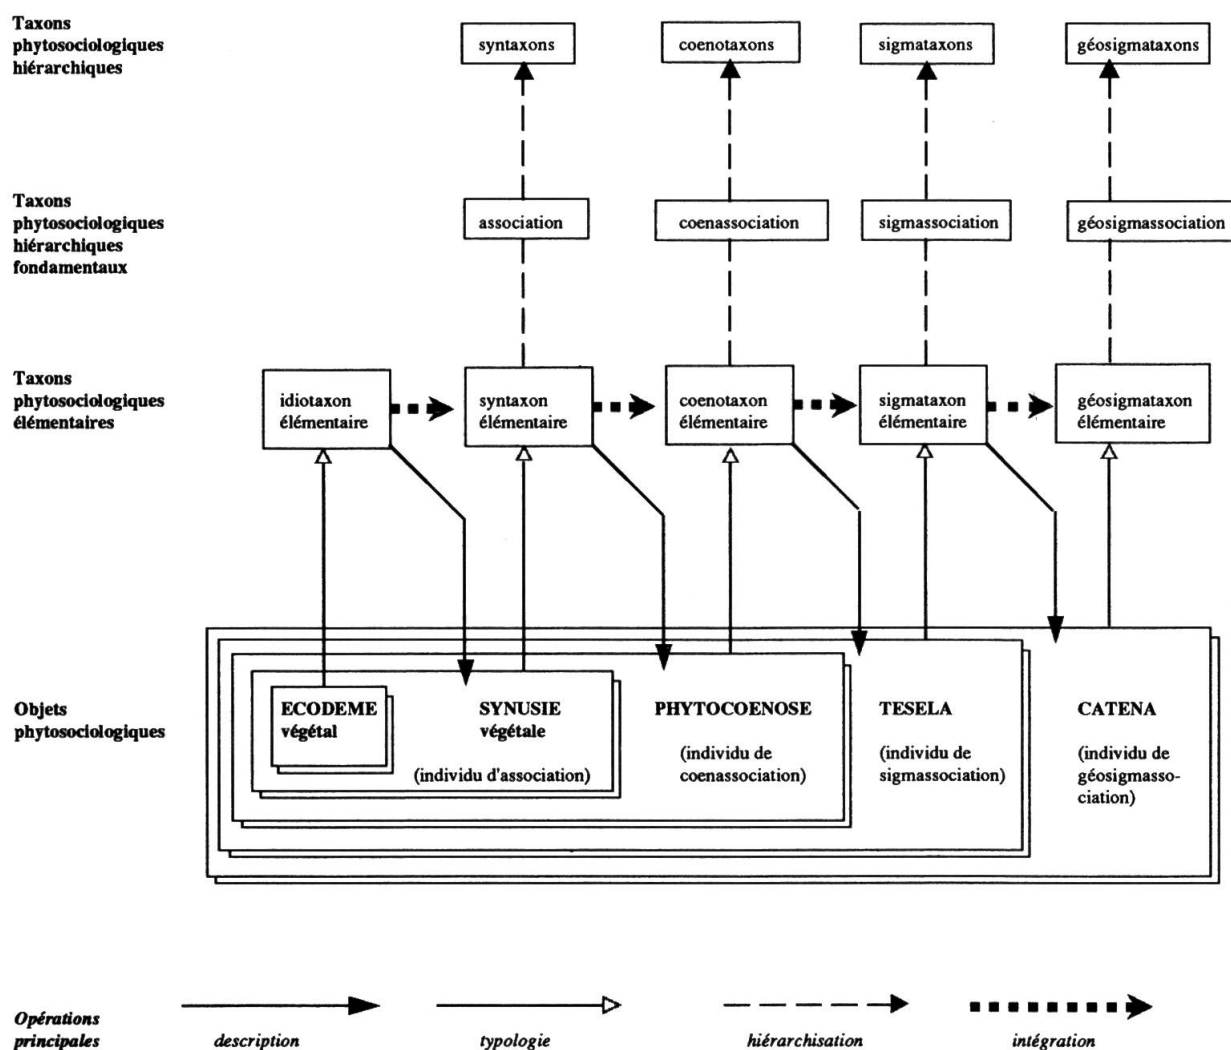 Taxons
phytosociologiques
hiérarchiques
syntaxons
coenotaxons
sigmataxons
géosigmataxons
Taxons
phytosociologiques
hiérarchiques
fondamentaux
association
coenassociation
sigmassociation
géosigmassociation
Taxons
phytosociologiques
élémentaires
idiotaxon
élémentaire
syntaxon
élémentaire
coenotaxon
élémentaire
sigmataxon
élémentaire
géosigmataxon
élémentaire
Objets
phytosociologiques
ECODEME
végétal
SYNUSIE
végétale
(individu d'association)
PHYTOCOENOSE
(individu de
coenassociation)
TESELA
(individu de
sigmassociation)
CATENA
(individu de
géosigmasso-
ciation)
Opérations
principales
description
typologie
hiérarchisation
intégration